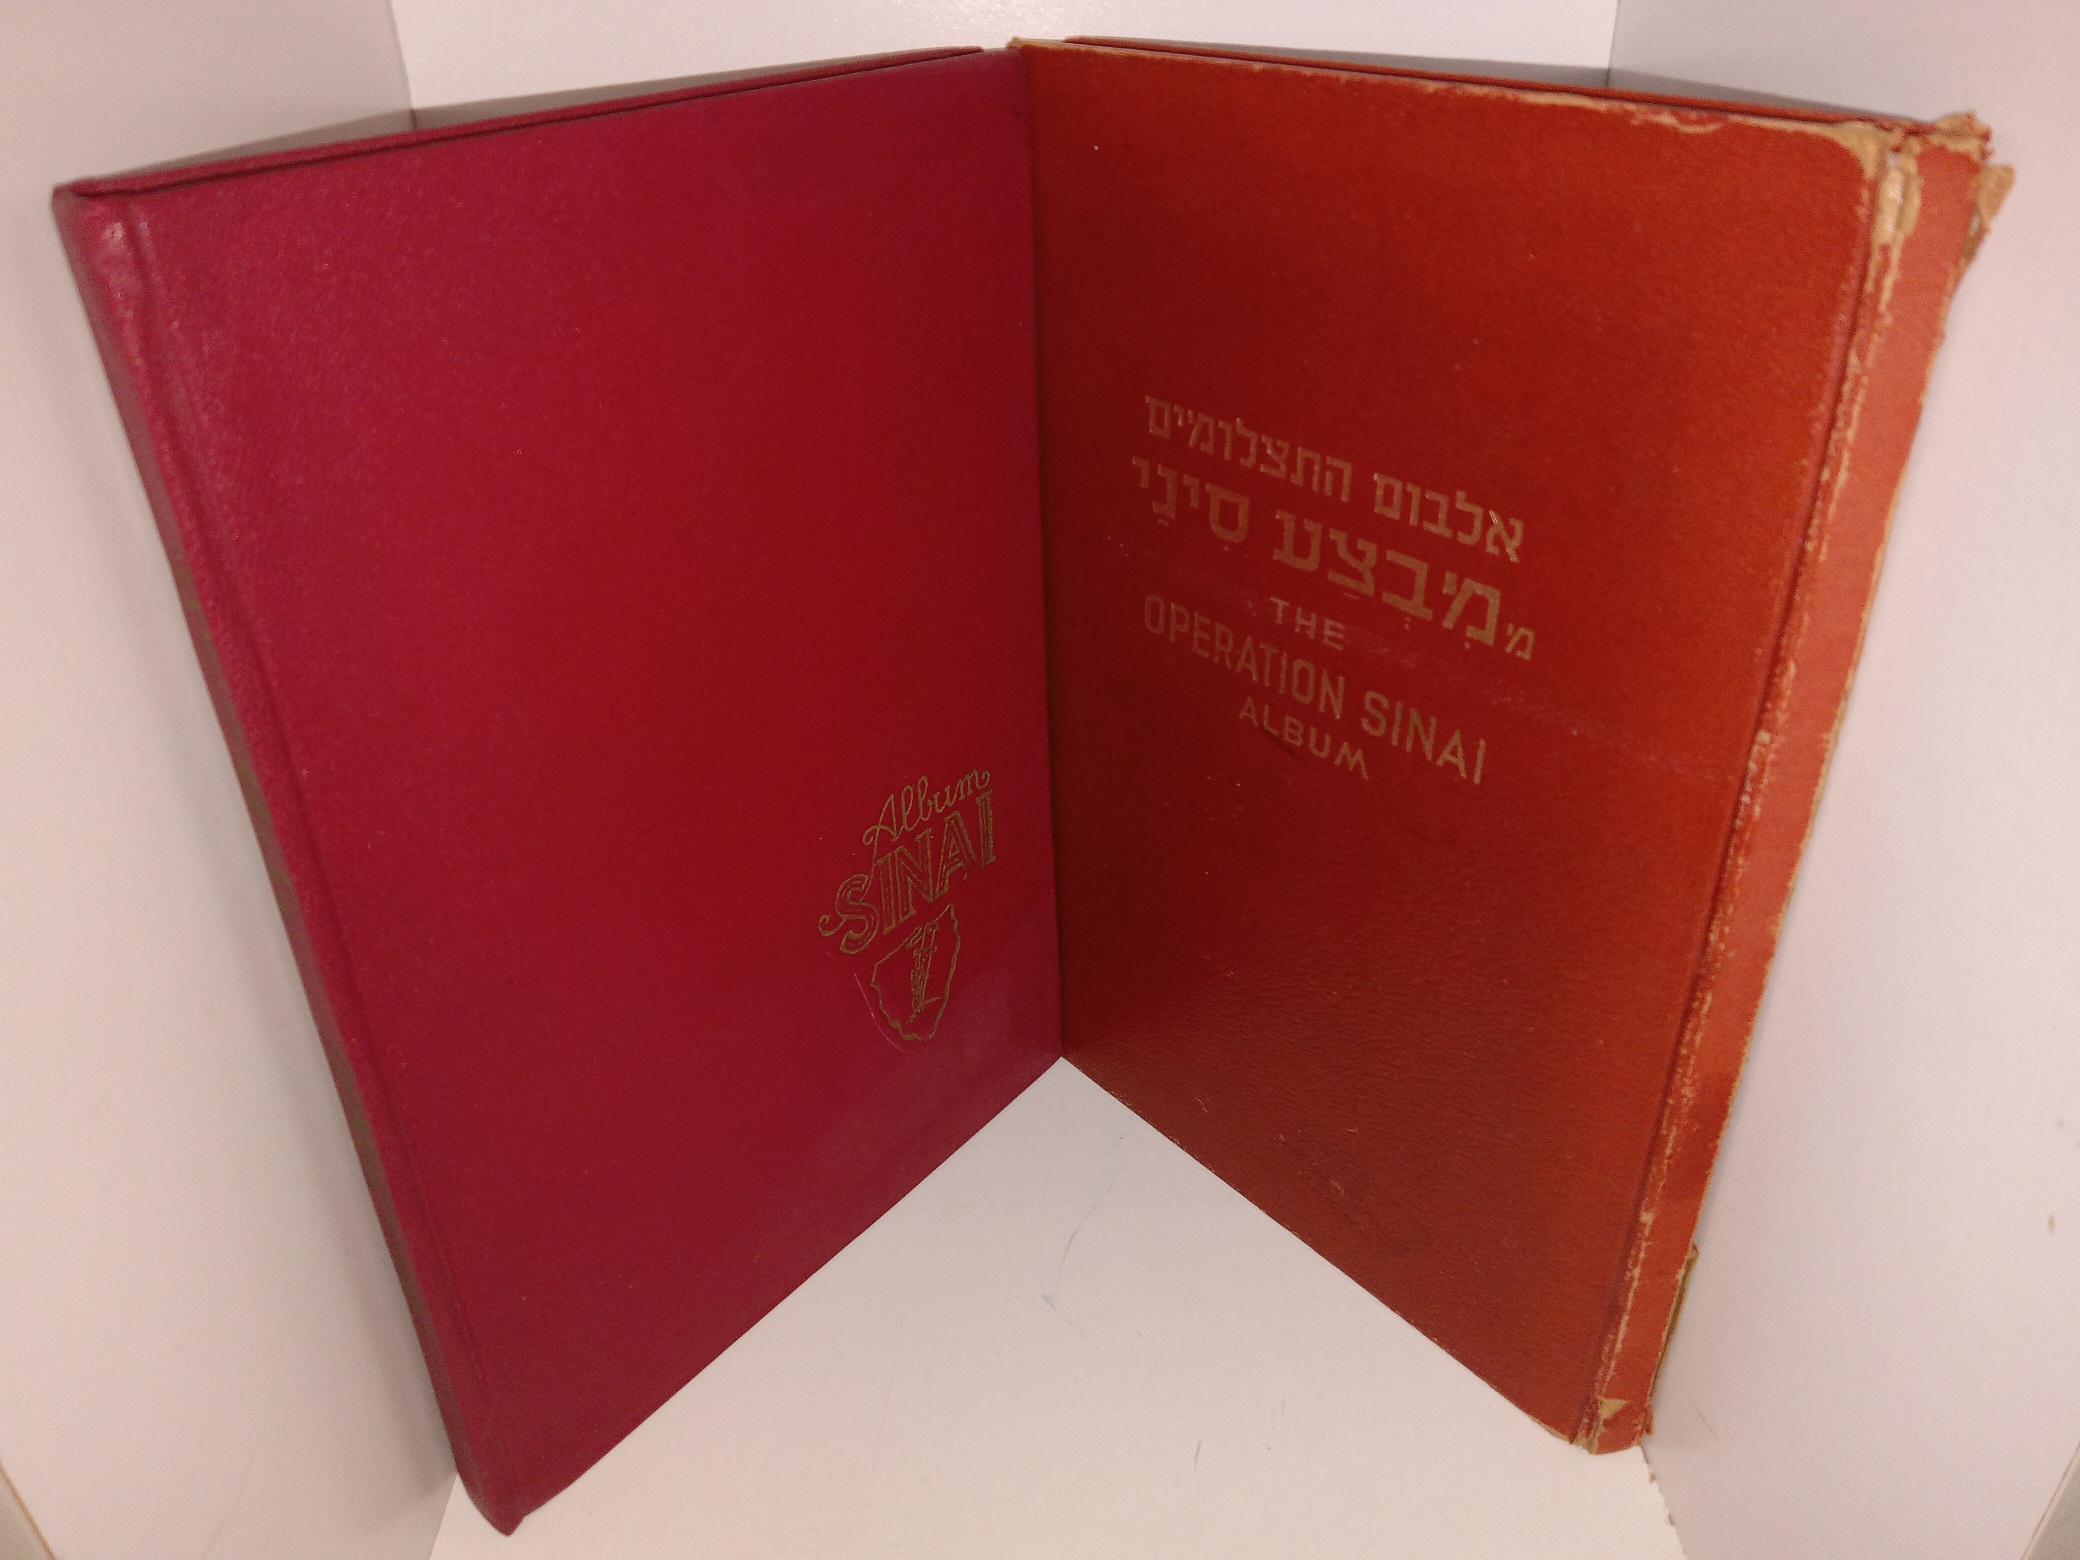 Album
SINAI
אלבום התצלומים
מ׳ מִבְצַע סִינַי
THE
OPERATION SINAI
ALBUM